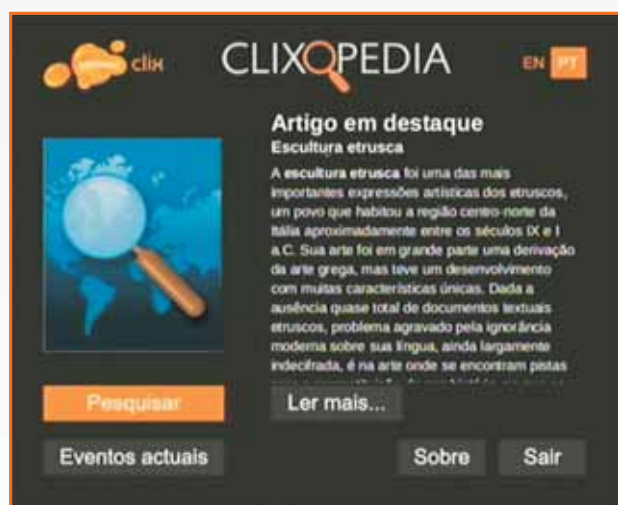 clix
CLIXOPEDIA
EN PT
Artigo em destaque
Escultura etrusca
A escultura etrusca foi uma das mais
importantes expressões artísticas dos etruscos,
um povo que habitou a região centro-norte da
Itália aproximadamente entre os séculos IX e I
a.C. Sua arte foi em grande parte uma derivação
da arte grega, mas teve um desenvolvimento
com muitas características únicas. Dada a
ausência quase total de documentos textuais
etruscos, problema agravado pela ignorância
moderna sobre sua língua, ainda largamente
indecifrada, é na arte onde se encontram pistas
Pesquisar
Ler mais...
Eventos actuais
Sobre
Sair